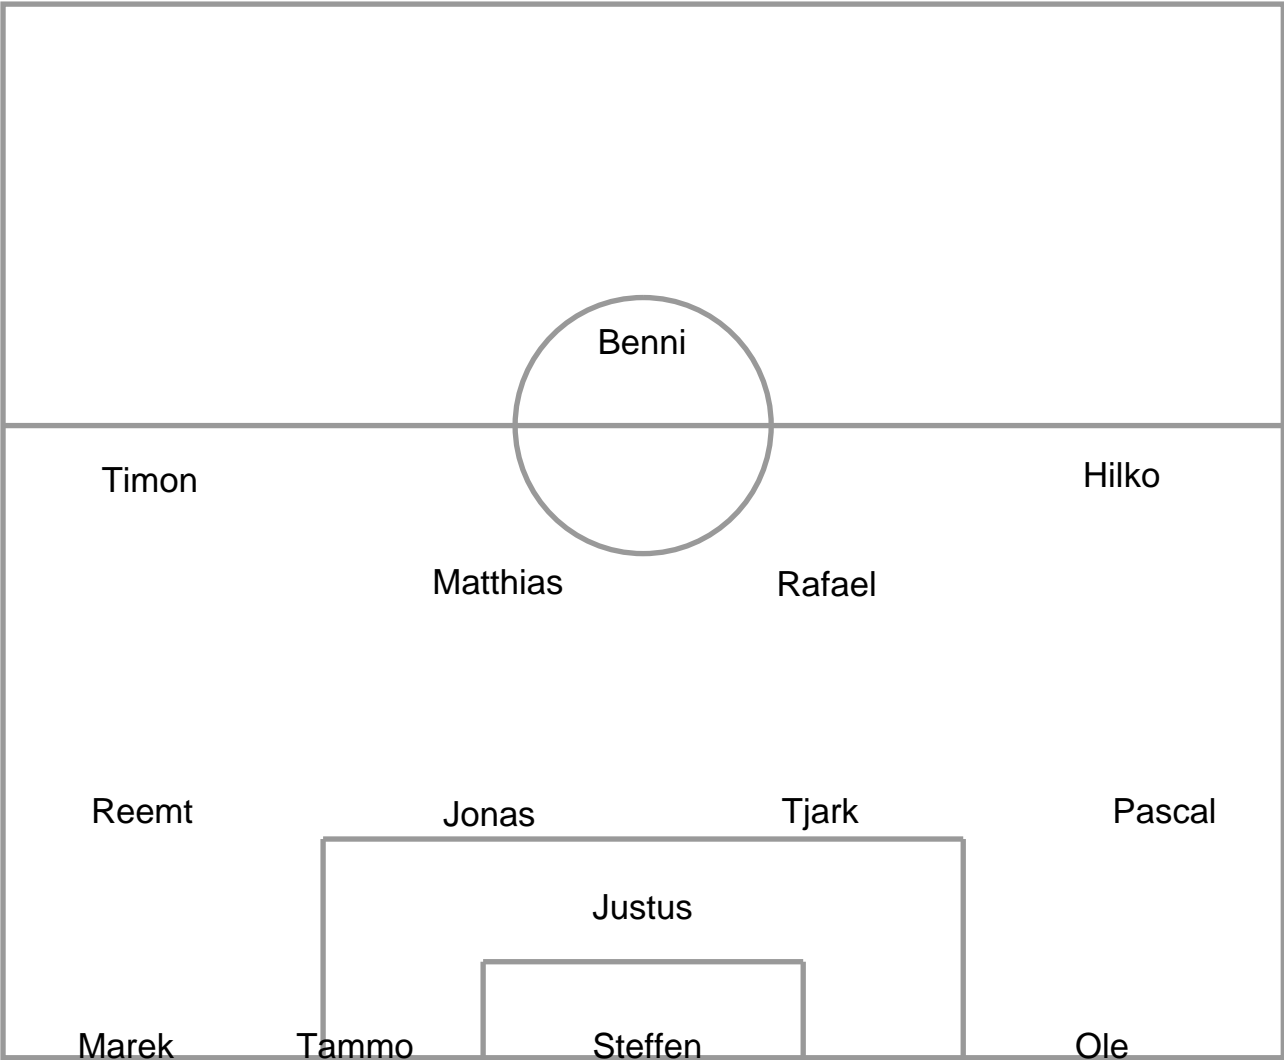 Benni
Timon Hilko
Matthias Rafael
Reemt Jonas Tjark Pascal
Justus
Marek Tammo Steffen Ole